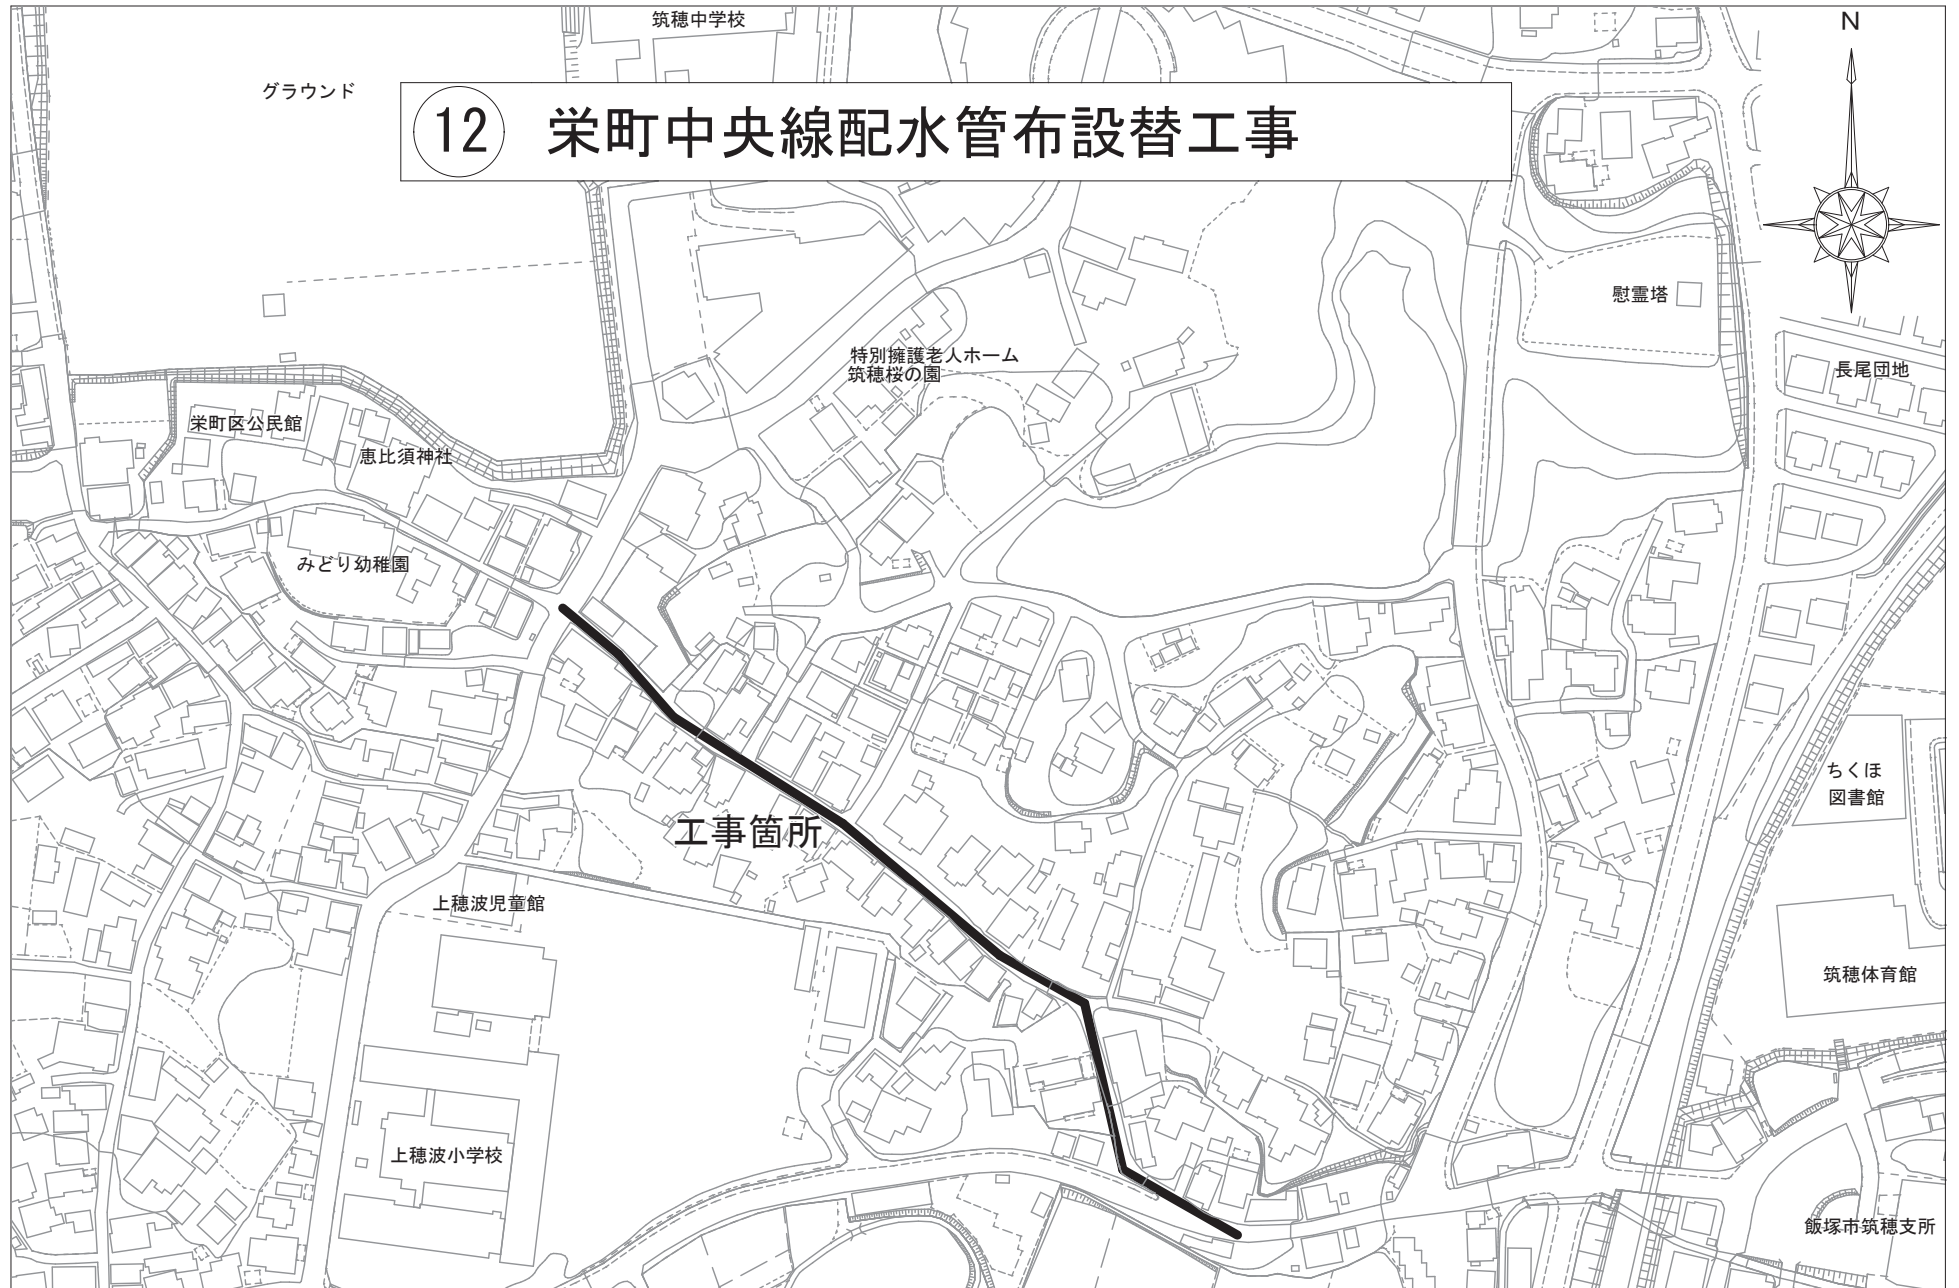 筑穂中学校
N
グラウンド
12 栄町中央線配水管布設替工事
慰霊塔
特別擁護老人ホーム
筑穂桜の園
長尾団地
栄町区公民館
恵比須神社
みどり幼稚園
ちくほ
図書館
工事箇所
上穂波児童館
筑穂体育館
上穂波小学校
飯塚市筑穂支所